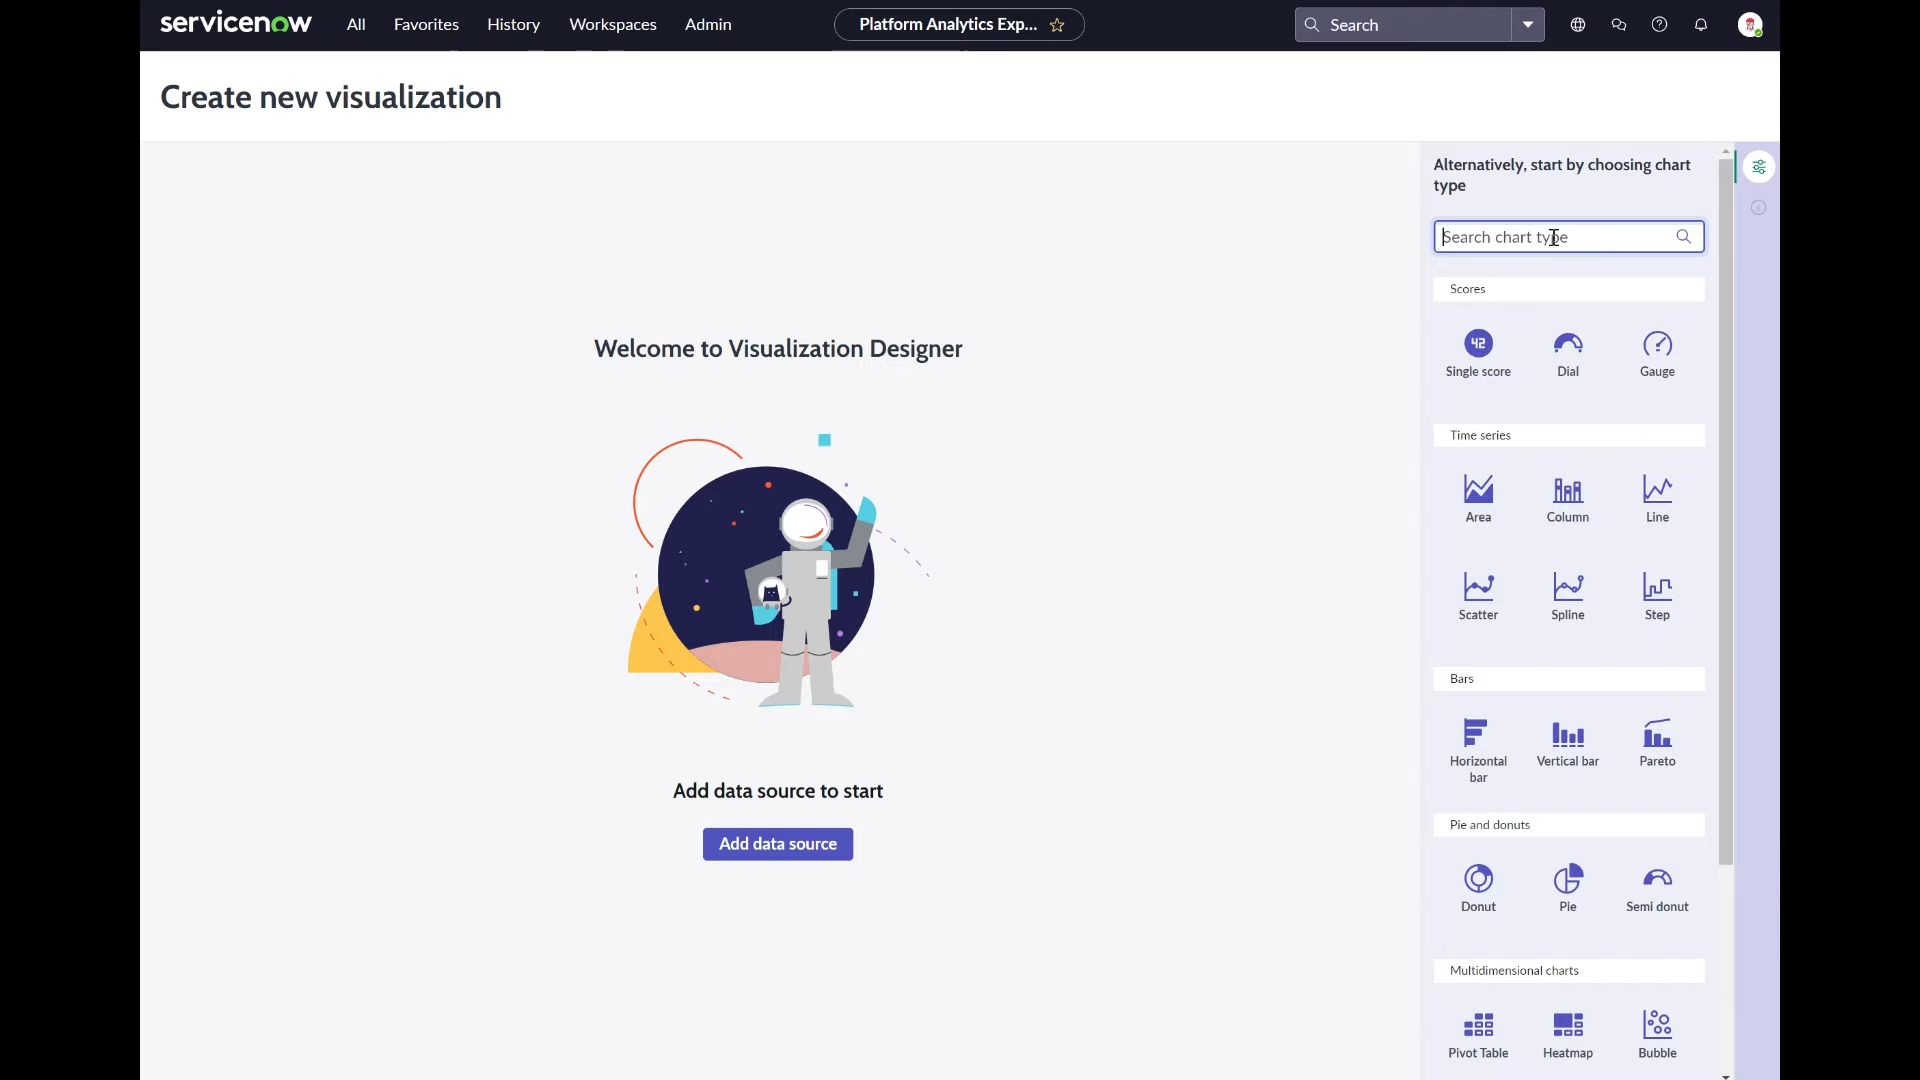 servicenow
All
Favorites
History
Workspaces
Admin
Platform Analytics Exp...
Search
Create new visualization
Welcome to Visualization Designer
Add data source to start
Add data source
Alternatively, start by choosing chart
type
Search chart type
Scores
42
Single score
Dial
Gauge
Time series
Area
Column
Line
Scatter
Spline
Step
Bars
Horizontal
bar
Vertical bar
Pareto
Pie and donuts
Donut
Pie
Semi donut
Multidimensional charts
Pivot Table
Heatmap
Bubble